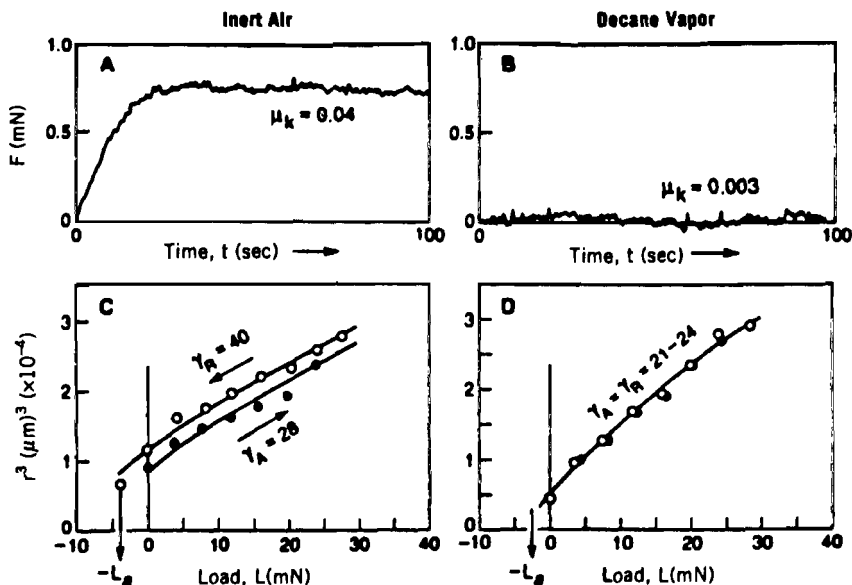 Inert Air
Decane Vapor
A
1.0
0.5
0
F (mN)
μk = 0.04
0
Time, t (sec)
100
B
1.0
0.5
0
μk = 0.003
0
Time, t (sec)
100
C
3
2
1
0
r³ (μm)³ (x10⁻⁴)
γR = 40
γA = 28
-10
0
10
20
30
40
-La
Load, L(mN)
D
3
2
1
0
γA = γR = 21-24
-10
0
10
20
30
40
-La
Load, L(mN)